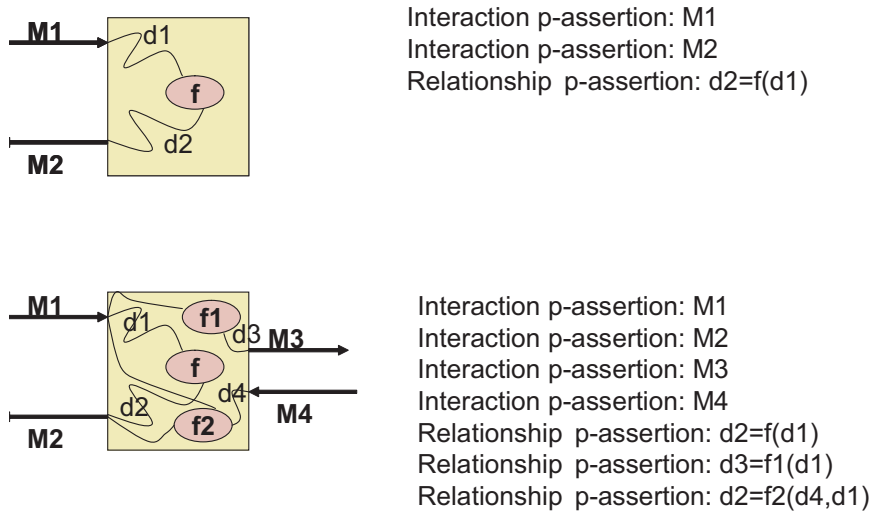 M1
d1
f
d2
M2
Interaction p-assertion: M1
Interaction p-assertion: M2
Relationship p-assertion: d2=f(d1)
M1
d1
f1
d3
M3
f
d4
M4
d2
f2
M2
Interaction p-assertion: M1
Interaction p-assertion: M2
Interaction p-assertion: M3
Interaction p-assertion: M4
Relationship p-assertion: d2=f(d1)
Relationship p-assertion: d3=f1(d1)
Relationship p-assertion: d2=f2(d4,d1)